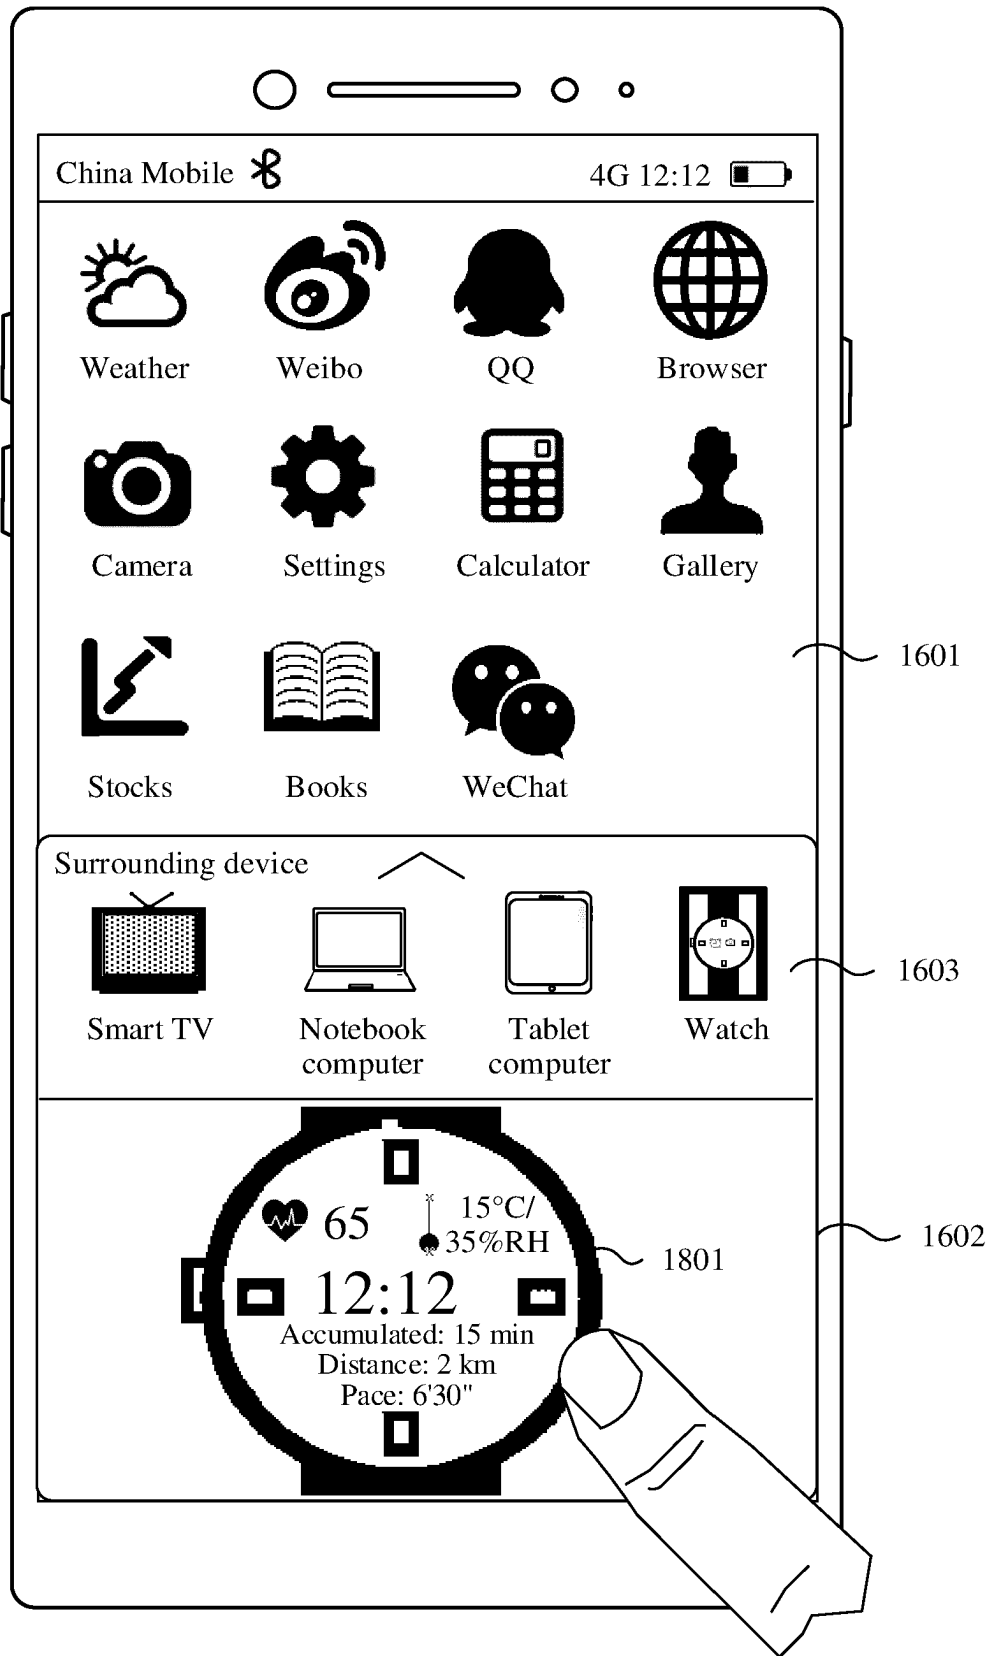 China Mobile 4G 12:12
Weather Weibo QQ Browser
Camera Settings Calculator Gallery
1601
Stocks Books WeChat
Surrounding device
1603
Smart TV Notebook computer Tablet computer Watch
65 15°C/
35%RH
1602
1801
12:12
Accumulated: 15 min
Distance: 2 km
Pace: 6'30"